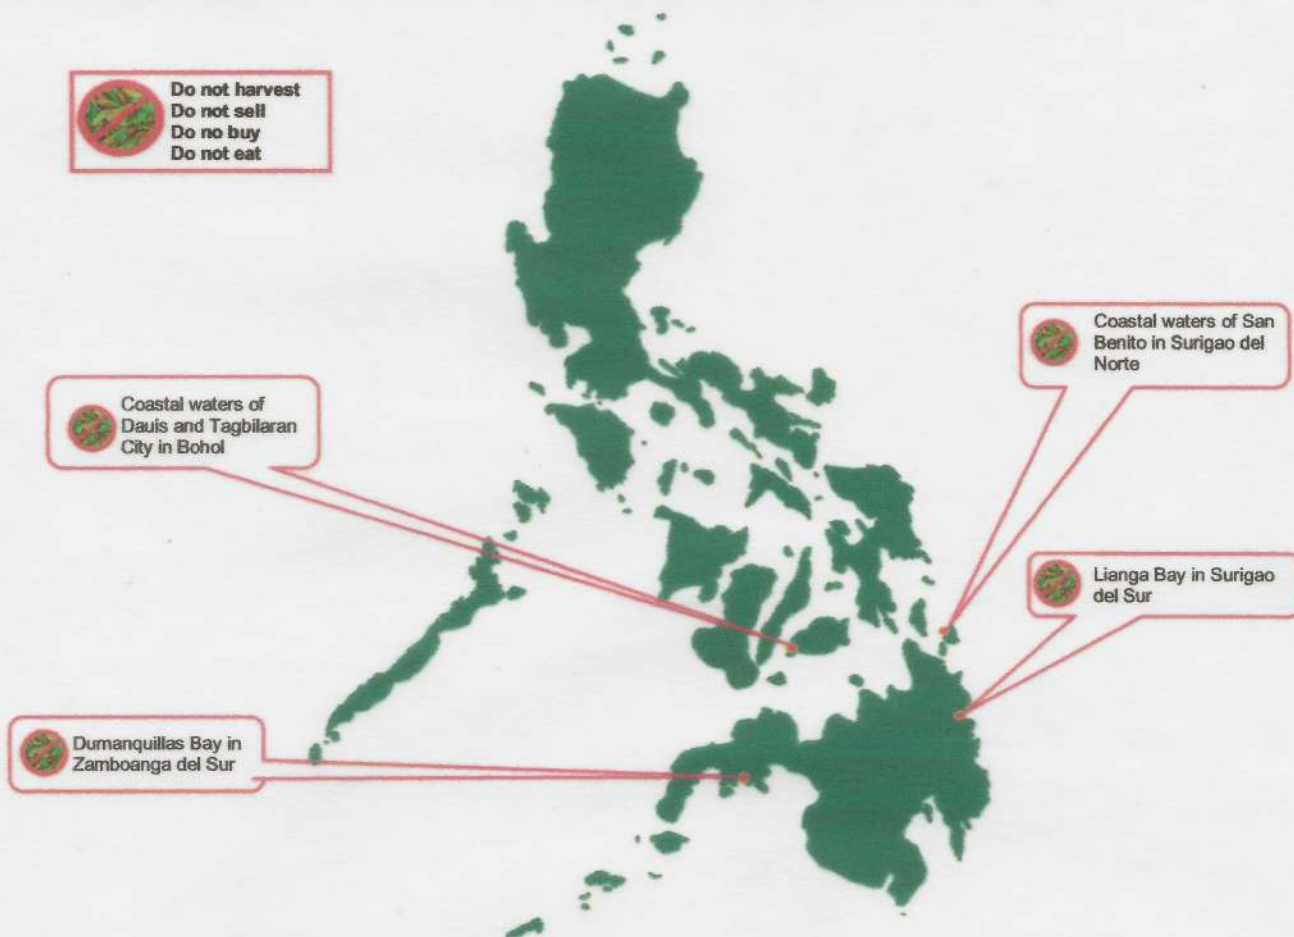 Do not harvest
Do not sell
Do no buy
Do not eat
Coastal waters of San
Benito in Surigao del
Norte
Coastal waters of
Dauis and Tagbilaran
City in Bohol
Lianga Bay in Surigao
del Sur
Dumanquillas Bay in
Zamboanga del Sur